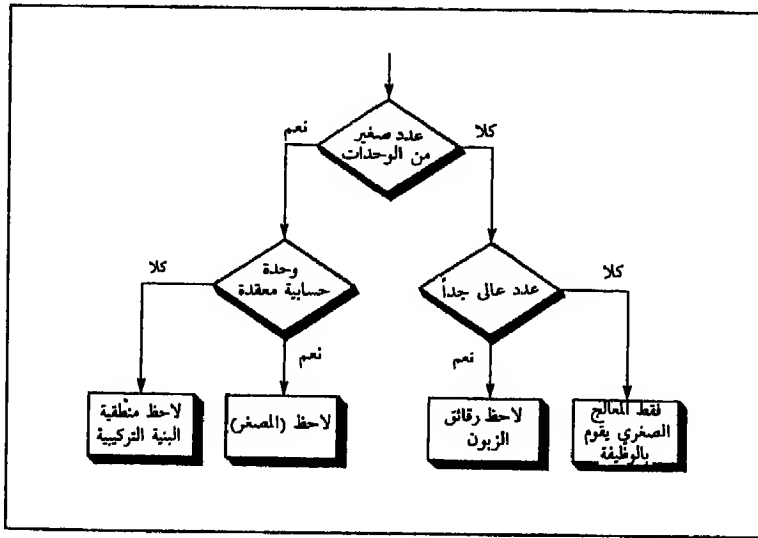 عدد صغير
من الوحدات
كلا
نعم
عدد عالى جداً
كلا
نعم
وحدة
حسابية معقدة
كلا
نعم
فقط المعالج
الصغري يقوم
بالوظيفة
لاحظ رقائق
الزبون
لاحظ (المصغر)
لاحظ منطقية
البنية التركيبية